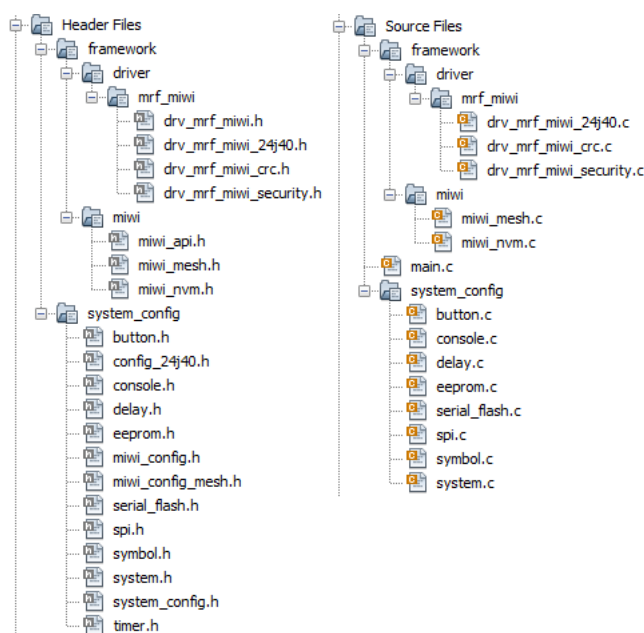 Header Files
framework
driver
mrf_miwi
drv_mrf_miwi.h
drv_mrf_miwi_24j40.h
drv_mrf_miwi_crc.h
drv_mrf_miwi_security.h
miwi
miwi_api.h
miwi_mesh.h
miwi_nvm.h
system_config
button.h
config_24j40.h
console.h
delay.h
eeprom.h
miwi_config.h
miwi_config_mesh.h
serial_flash.h
spi.h
symbol.h
system.h
system_config.h
timer.h
Source Files
framework
driver
mrf_miwi
drv_mrf_miwi_24j40.c
drv_mrf_miwi_crc.c
drv_mrf_miwi_security.c
miwi
miwi_mesh.c
miwi_nvm.c
main.c
system_config
button.c
console.c
delay.c
eeprom.c
serial_flash.c
spi.c
symbol.c
system.c